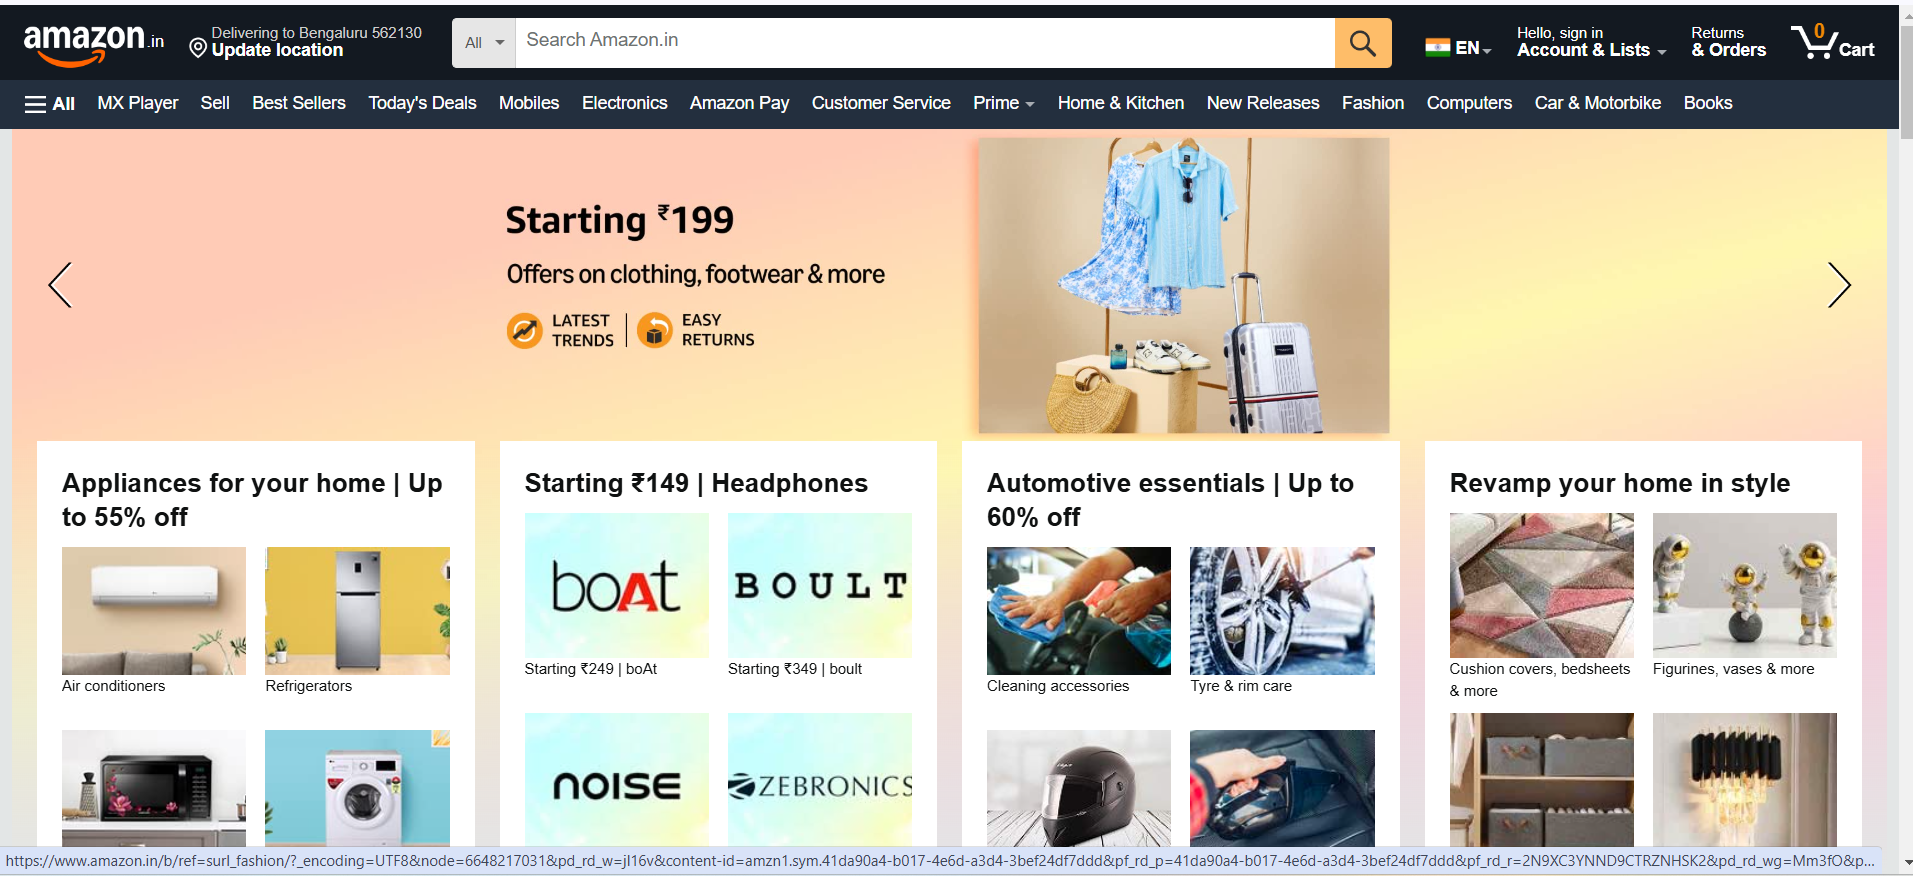 amazon.in
Delivering to Bengaluru 562130
Update location
All
Search Amazon.in
EN
Hello, sign in
Account & Lists
Returns
& Orders
0
Cart
All
MX Player
Sell
Best Sellers
Today's Deals
Mobiles
Electronics
Amazon Pay
Customer Service
Prime
Home & Kitchen
New Releases
Fashion
Computers
Car & Motorbike
Books
Starting ₹199
Offers on clothing, footwear & more
LATEST
TRENDS
EASY
RETURNS
Appliances for your home | Up
to 55% off
Air conditioners
Refrigerators
Starting ₹149 | Headphones
boAt
BOULT
Starting ₹249 | boAt
Starting ₹349 | boult
noise
ZEBRONICS
Automotive essentials | Up to
60% off
Cleaning accessories
Tyre & rim care
Revamp your home in style
Cushion covers, bedsheets
& more
Figurines, vases & more
https://www.amazon.in/b/ref=surl_fashion/?_encoding=UTF8&node=6648217031&pd_rd_w=jI16v&content-id=amzn1.sym.41da90a4-b017-4e6d-a3d4-3bef24df7ddd&pf_rd_p=41da90a4-b017-4e6d-a3d4-3bef24df7ddd&pf_rd_r=2N9XC3YNND9CTRZNHSK2&pd_rd_wg=Mm3fO&p...